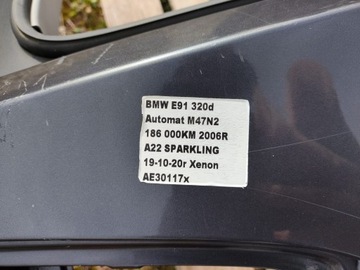 BMW E91 320d
Automat M47N2
186 000KM 2006R
A22 SPARKLING
19-10-20r Xenon
AE30117x